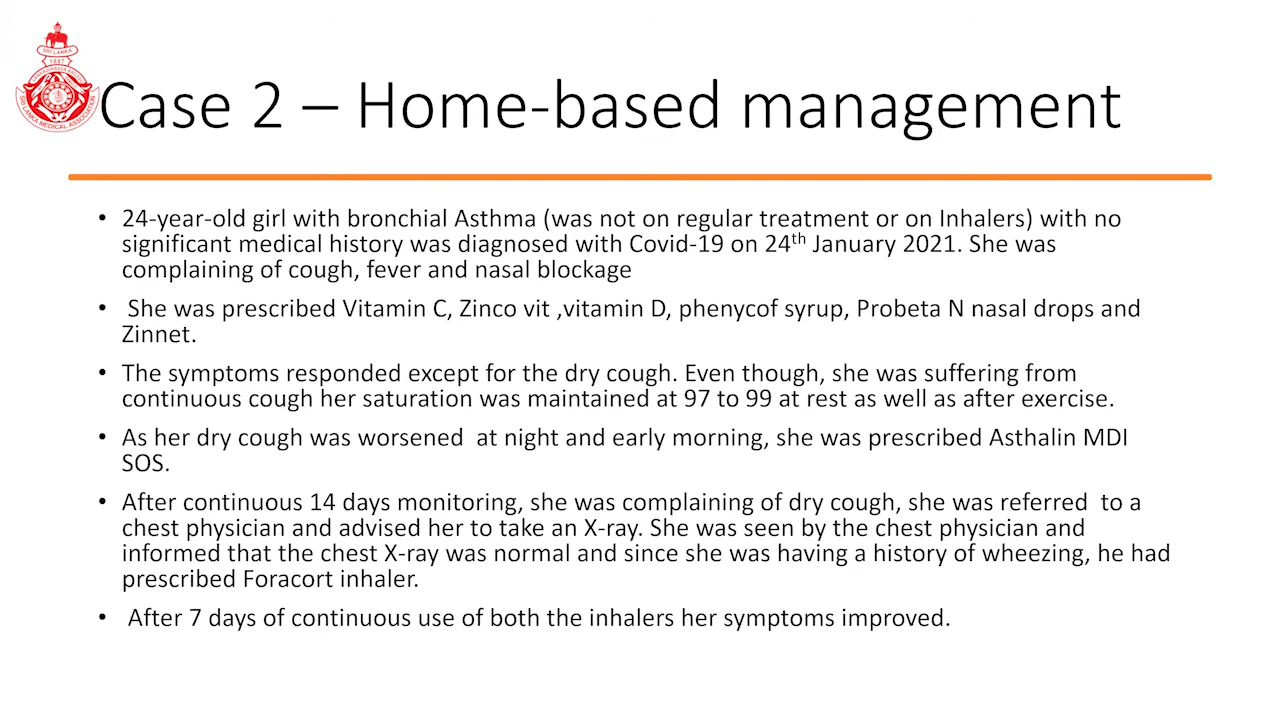 SRI LANKA
1887
SRI LANKA MEDICAL ASSOCIATION
Case 2 – Home-based management
• 24-year-old girl with bronchial Asthma (was not on regular treatment or on Inhalers) with no
significant medical history was diagnosed with Covid-19 on 24th January 2021. She was
complaining of cough, fever and nasal blockage
• She was prescribed Vitamin C, Zinco vit ,vitamin D, phenycof syrup, Probeta N nasal drops and
Zinnet.
• The symptoms responded except for the dry cough. Even though, she was suffering from
continuous cough her saturation was maintained at 97 to 99 at rest as well as after exercise.
• As her dry cough was worsened at night and early morning, she was prescribed Asthalin MDI
SOS.
• After continuous 14 days monitoring, she was complaining of dry cough, she was referred to a
chest physician and advised her to take an X-ray. She was seen by the chest physician and
informed that the chest X-ray was normal and since she was having a history of wheezing, he had
prescribed Foracort inhaler.
• After 7 days of continuous use of both the inhalers her symptoms improved.